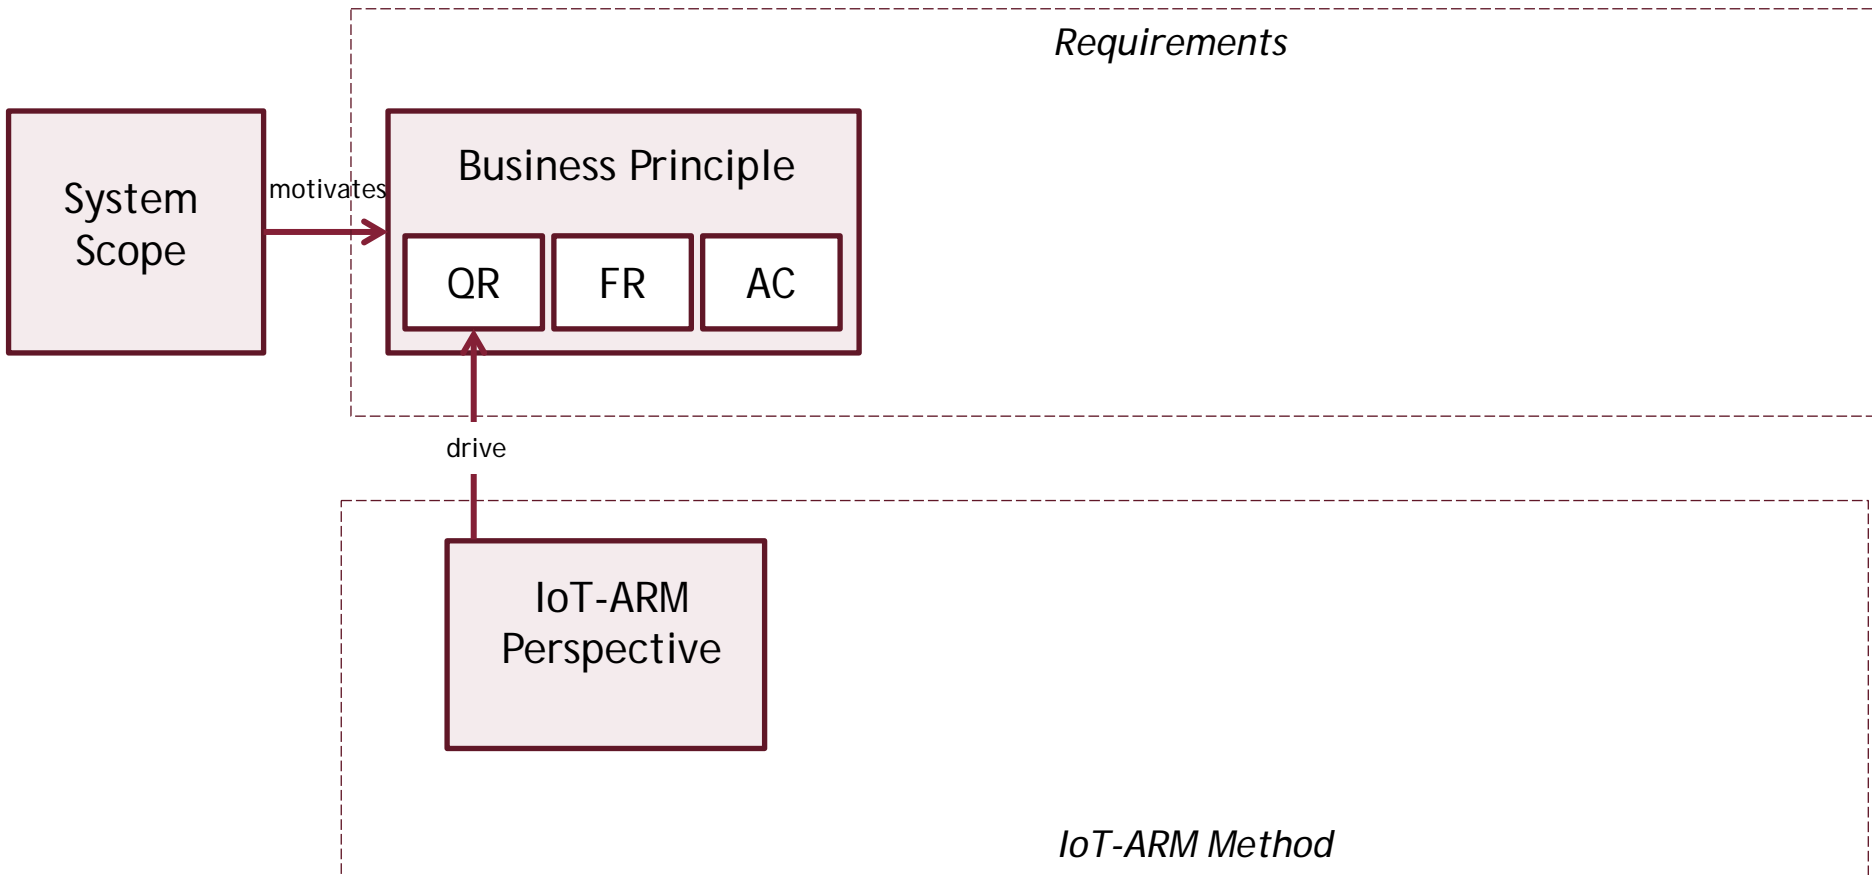 Requirements
System
Scope
motivates
Business Principle
QR
FR
AC
drive
IoT-ARM
Perspective
IoT-ARM Method